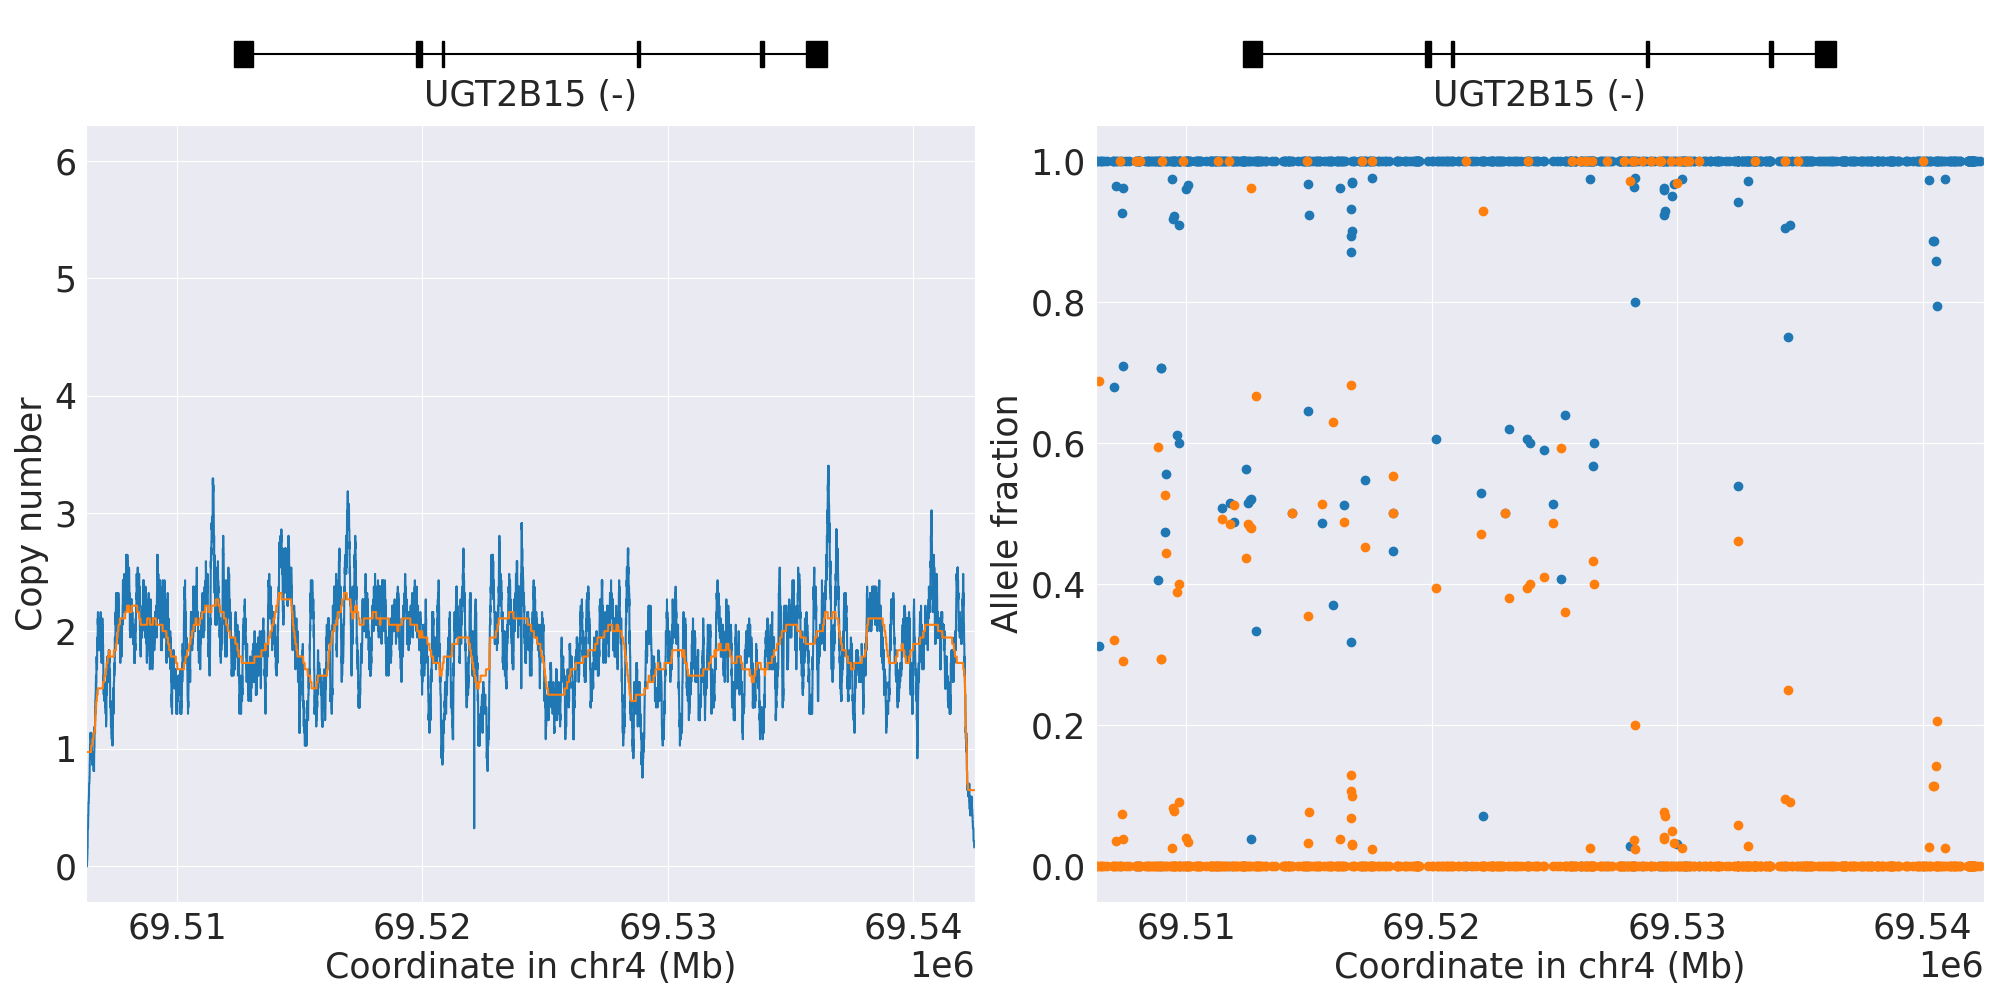 UGT2B15 (-)
Copy number
6
5
4
3
2
1
0
69.51 69.52 69.53 69.54
Coordinate in chr4 (Mb)
1e6
UGT2B15 (-)
Allele fraction
1.0
0.8
0.6
0.4
0.2
0.0
69.51 69.52 69.53 69.54
Coordinate in chr4 (Mb)
1e6